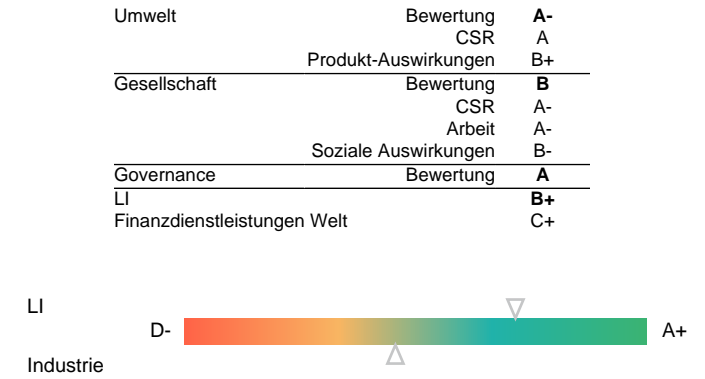 Umwelt Bewertung A-
CSR A
Produkt-Auswirkungen B+
Gesellschaft Bewertung B
CSR A-
Arbeit A-
Soziale Auswirkungen B-
Governance Bewertung A
LI B+
Finanzdienstleistungen Welt C+
LI
D- A+
Industrie